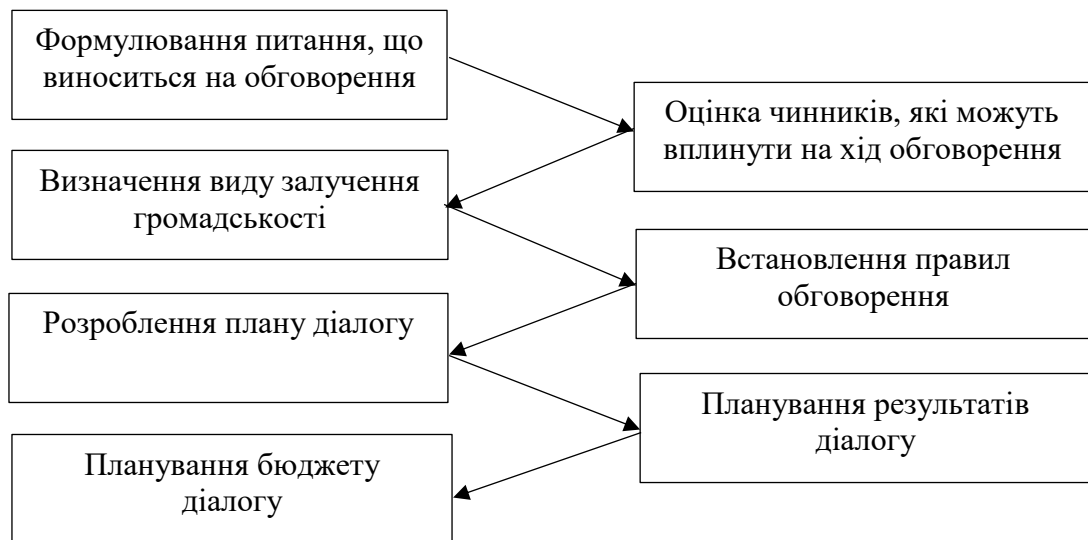 Формулювання питання, що
виноситься на обговорення
Оцінка чинників, які можуть
вплинути на хід обговорення
Визначення виду залучення
громадськості
Встановлення правил
обговорення
Розроблення плану діалогу
Планування результатів
діалогу
Планування бюджету
діалогу